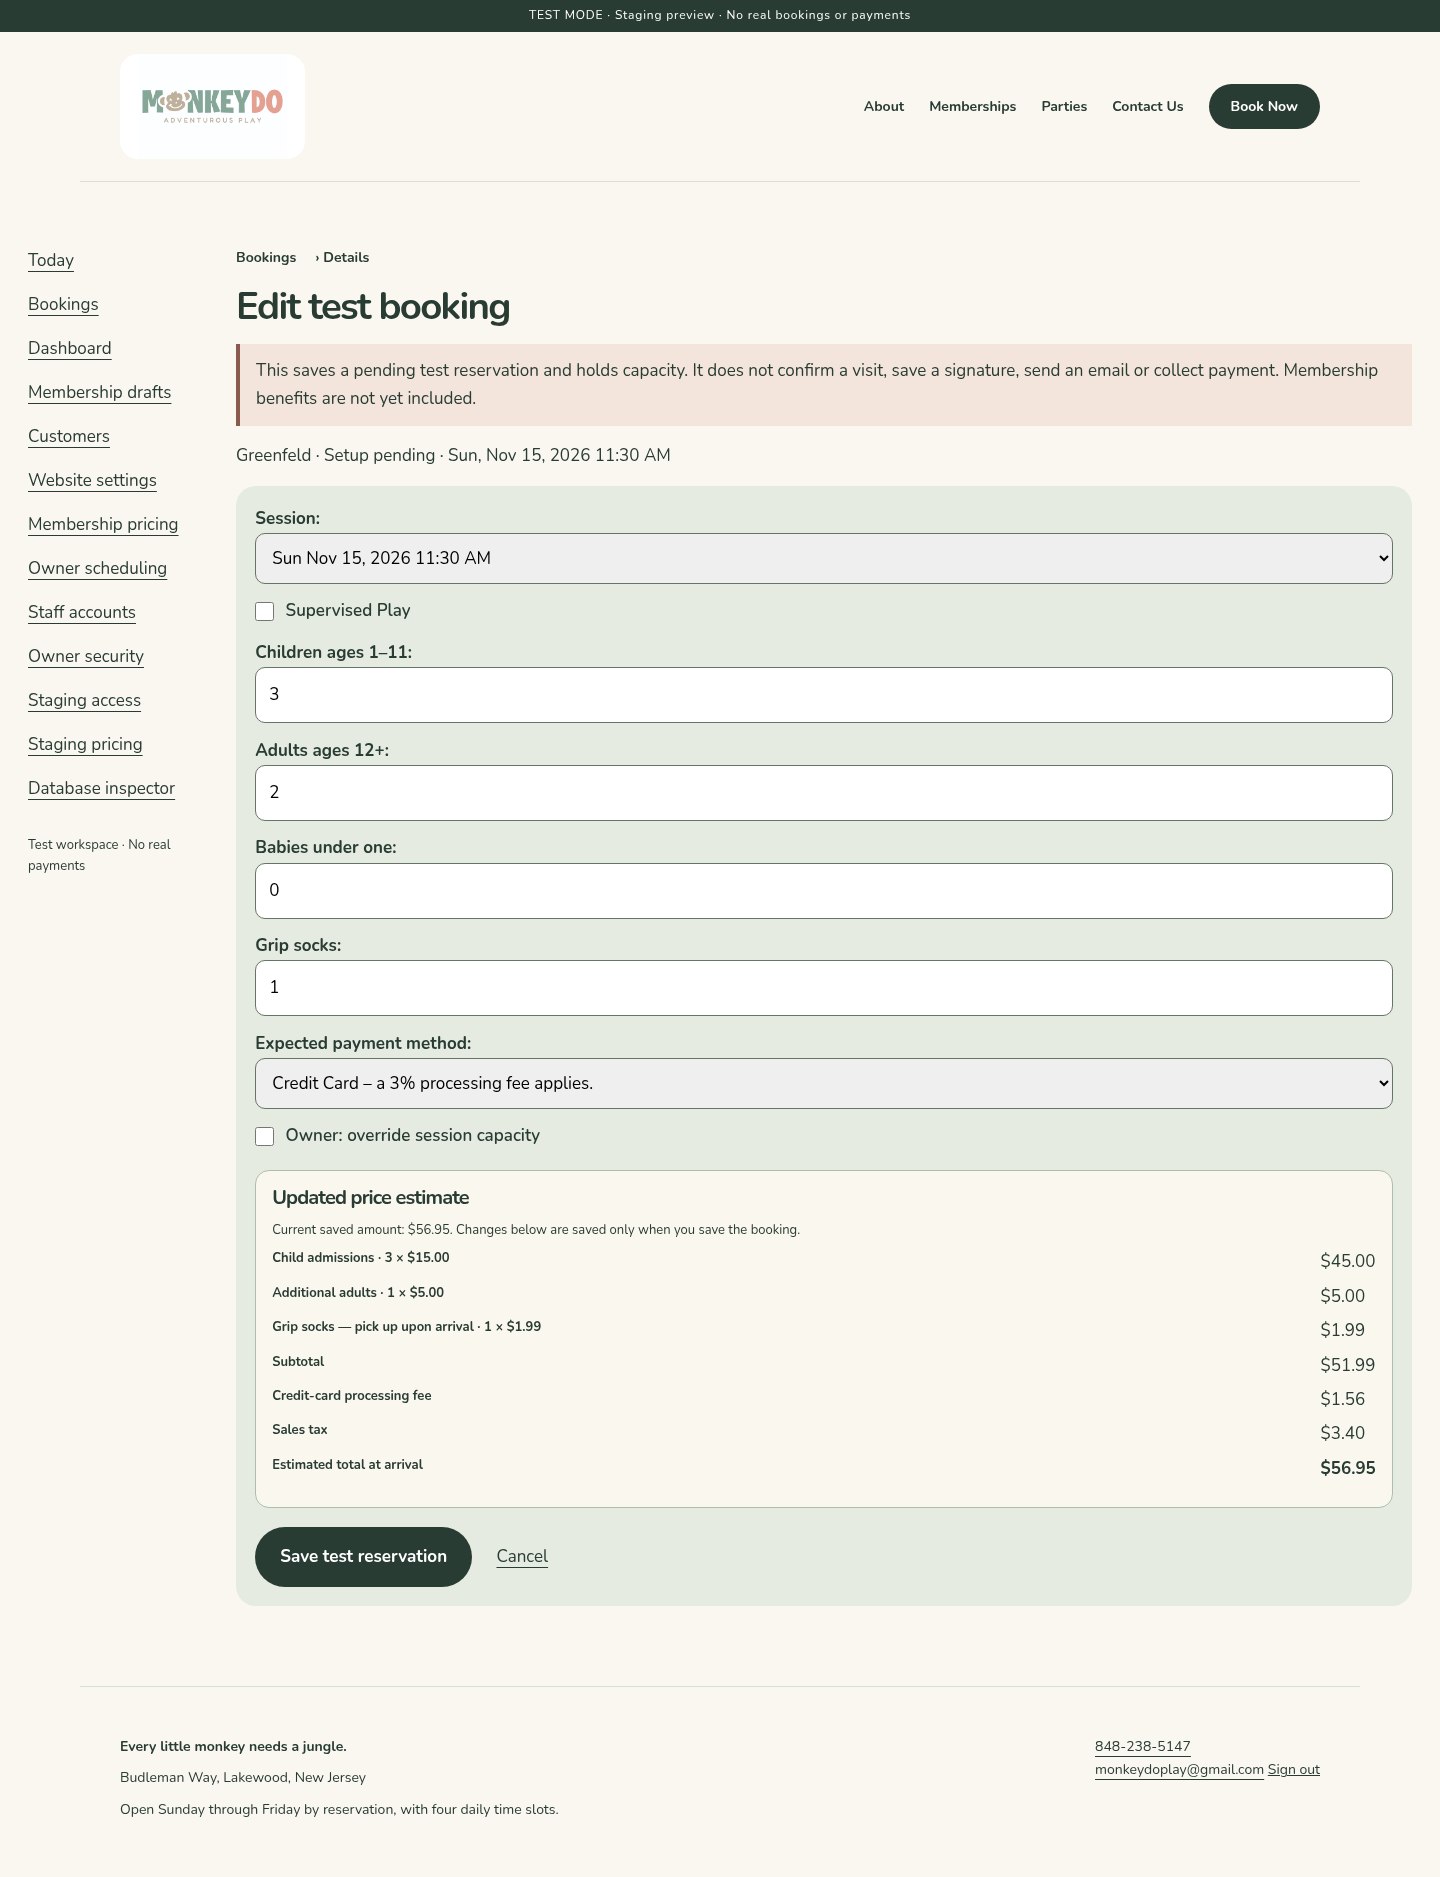 TEST MODE · Staging preview · No real bookings or payments
MONKEYDO
ADVENTUROUS PLAY
About Memberships Parties Contact Us Book Now
Today
Bookings
Dashboard
Membership drafts
Customers
Website settings
Membership pricing
Owner scheduling
Staff accounts
Owner security
Staging access
Staging pricing
Database inspector
Test workspace · No real
payments
Bookings › Details
Edit test booking
This saves a pending test reservation and holds capacity. It does not confirm a visit, save a signature, send an email or collect payment. Membership
benefits are not yet included.
Greenfeld · Setup pending · Sun, Nov 15, 2026 11:30 AM
Session:
Sun Nov 15, 2026 11:30 AM
Supervised Play
Children ages 1–11:
3
Adults ages 12+:
2
Babies under one:
0
Grip socks:
1
Expected payment method:
Credit Card – a 3% processing fee applies.
Owner: override session capacity
Updated price estimate
Current saved amount: $56.95. Changes below are saved only when you save the booking.
Child admissions · 3 × $15.00 $45.00
Additional adults · 1 × $5.00 $5.00
Grip socks — pick up upon arrival · 1 × $1.99 $1.99
Subtotal $51.99
Credit-card processing fee $1.56
Sales tax $3.40
Estimated total at arrival $56.95
Save test reservation Cancel
Every little monkey needs a jungle.
Budleman Way, Lakewood, New Jersey
Open Sunday through Friday by reservation, with four daily time slots.
848-238-5147
monkeydoplay@gmail.com Sign out